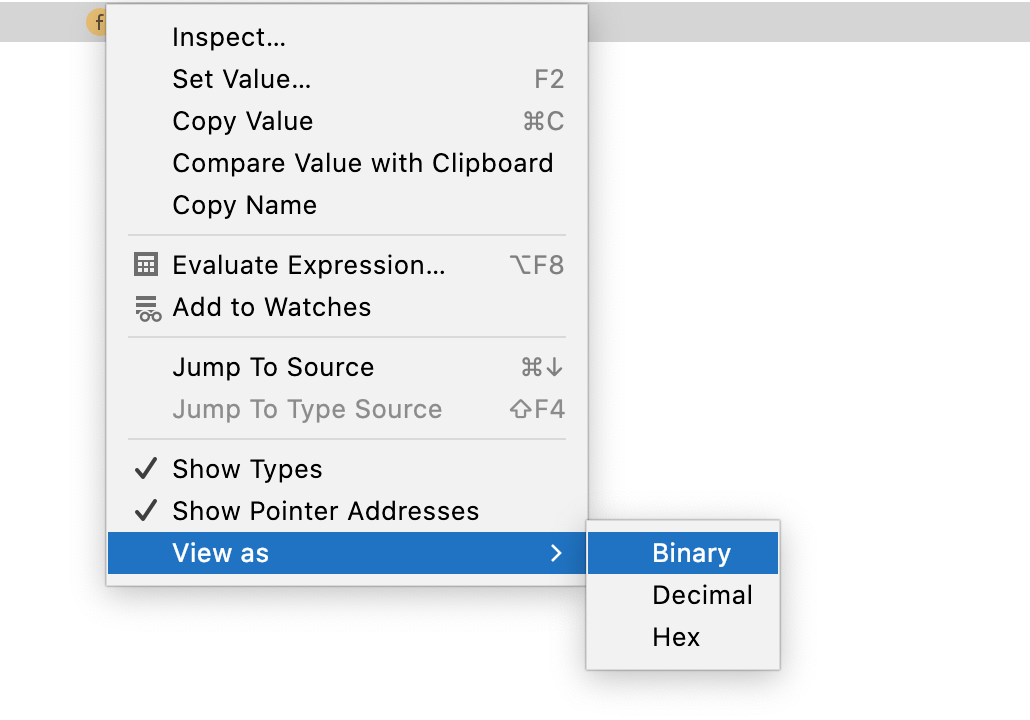 f
Inspect...
Set Value... F2
Copy Value ⌘C
Compare Value with Clipboard
Copy Name
Evaluate Expression... ⌥F8
Add to Watches
Jump To Source ⌘↓
Jump To Type Source ⇧F4
Show Types
Show Pointer Addresses
View as
Binary
Decimal
Hex